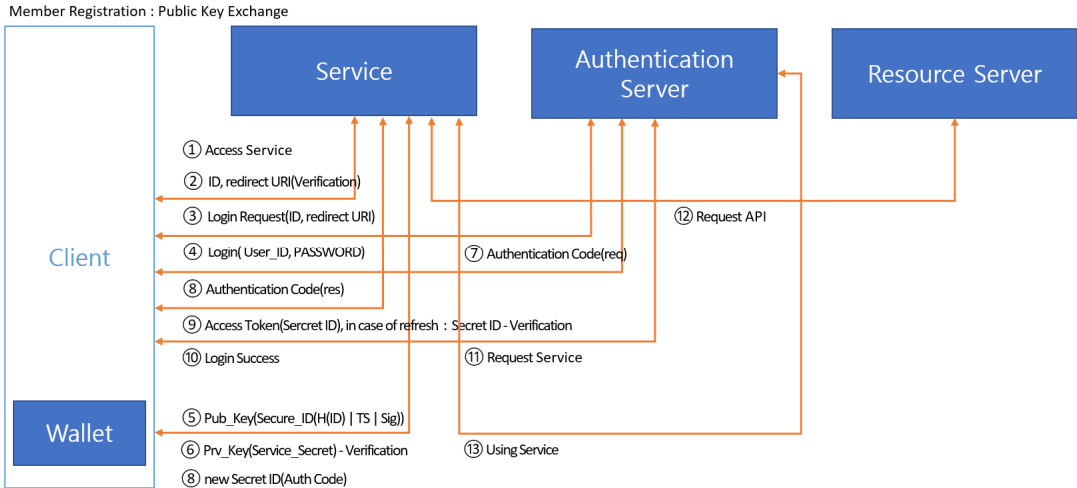 Member Registration : Public Key Exchange
Service
Authentication
Server
Resource Server
① Access Service
② ID, redirect URI(Verification)
③ Login Request(ID, redirect URI)
⑫ Request API
Client
④ Login( User_ID, PASSWORD)
⑦ Authentication Code(req)
⑧ Authentication Code(res)
⑨ Access Token(Sercret ID), in case of refresh : Secret ID - Verification
⑩ Login Success
⑪ Request Service
Wallet
⑤ Pub_Key(Secure_ID(H(ID) | TS | Sig))
⑥ Prv_Key(Service_Secret) - Verification
⑬ Using Service
⑧ new Secret ID(Auth Code)